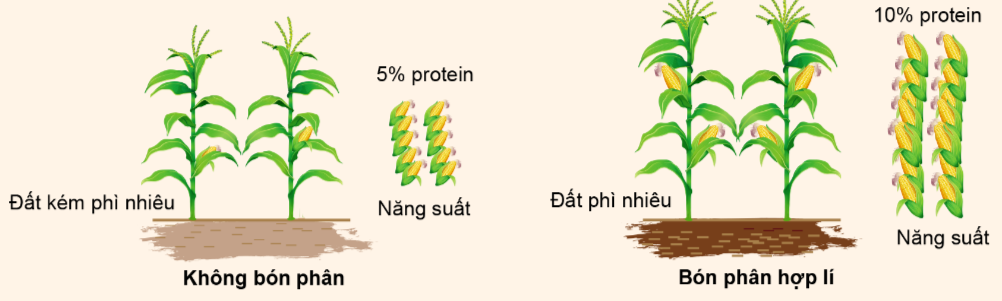 5% protein
Đất kém phì nhiêu
Năng suất
Không bón phân
10% protein
Đất phì nhiêu
Năng suất
Bón phân hợp lí